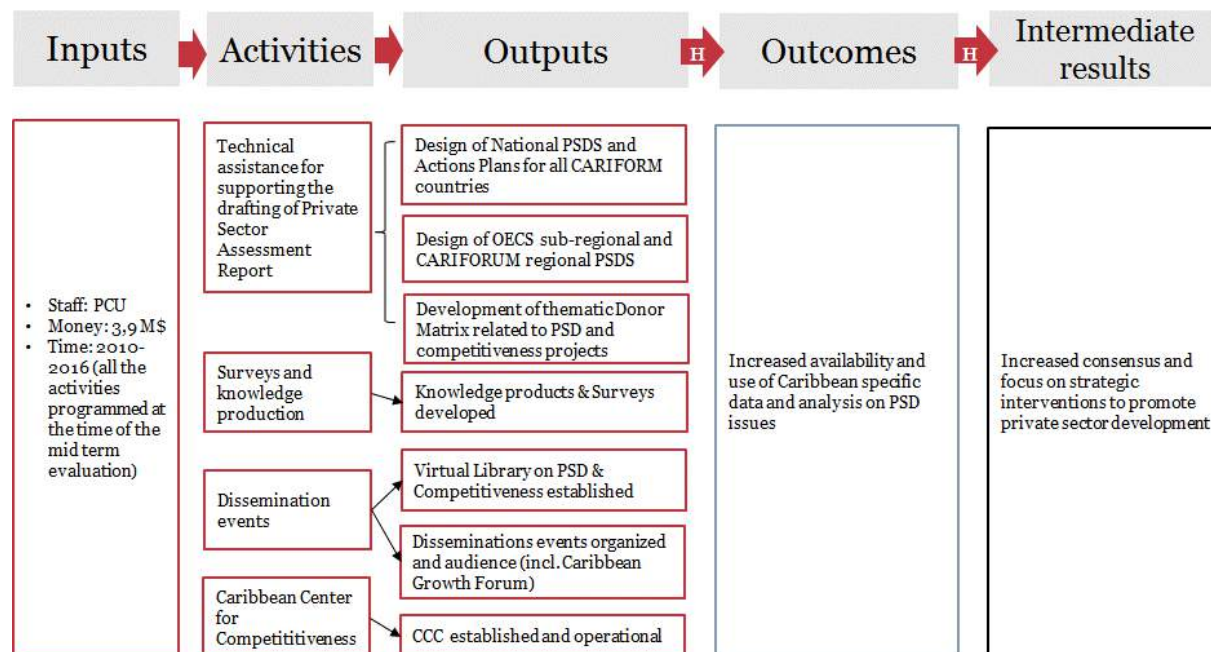 Inputs
Activities
Outputs
H
Outcomes
H
Intermediate
results
• Staff: PCU
• Money: 3,9 M$
• Time: 2010-
2016 (all the
activities
programmed at
the time of the
mid term
evaluation)
Technical
assistance for
supporting the
drafting of Private
Sector
Assessment
Report
Surveys and
knowledge
production
Dissemination
events
Caribbean Center
for
Competititiveness
Design of National PSDS and
Actions Plans for all CARIFORM
countries
Design of OECS sub-regional and
CARIFORUM regional PSDS
Development of thematic Donor
Matrix related to PSD and
competitiveness projects
Knowledge products & Surveys
developed
Virtual Library on PSD &
Competitiveness established
Disseminations events organized
and audience (incl. Caribbean
Growth Forum)
CCC established and operational
Increased availability and
use of Caribbean specific
data and analysis on PSD
issues
Increased consensus and
focus on strategic
interventions to promote
private sector development